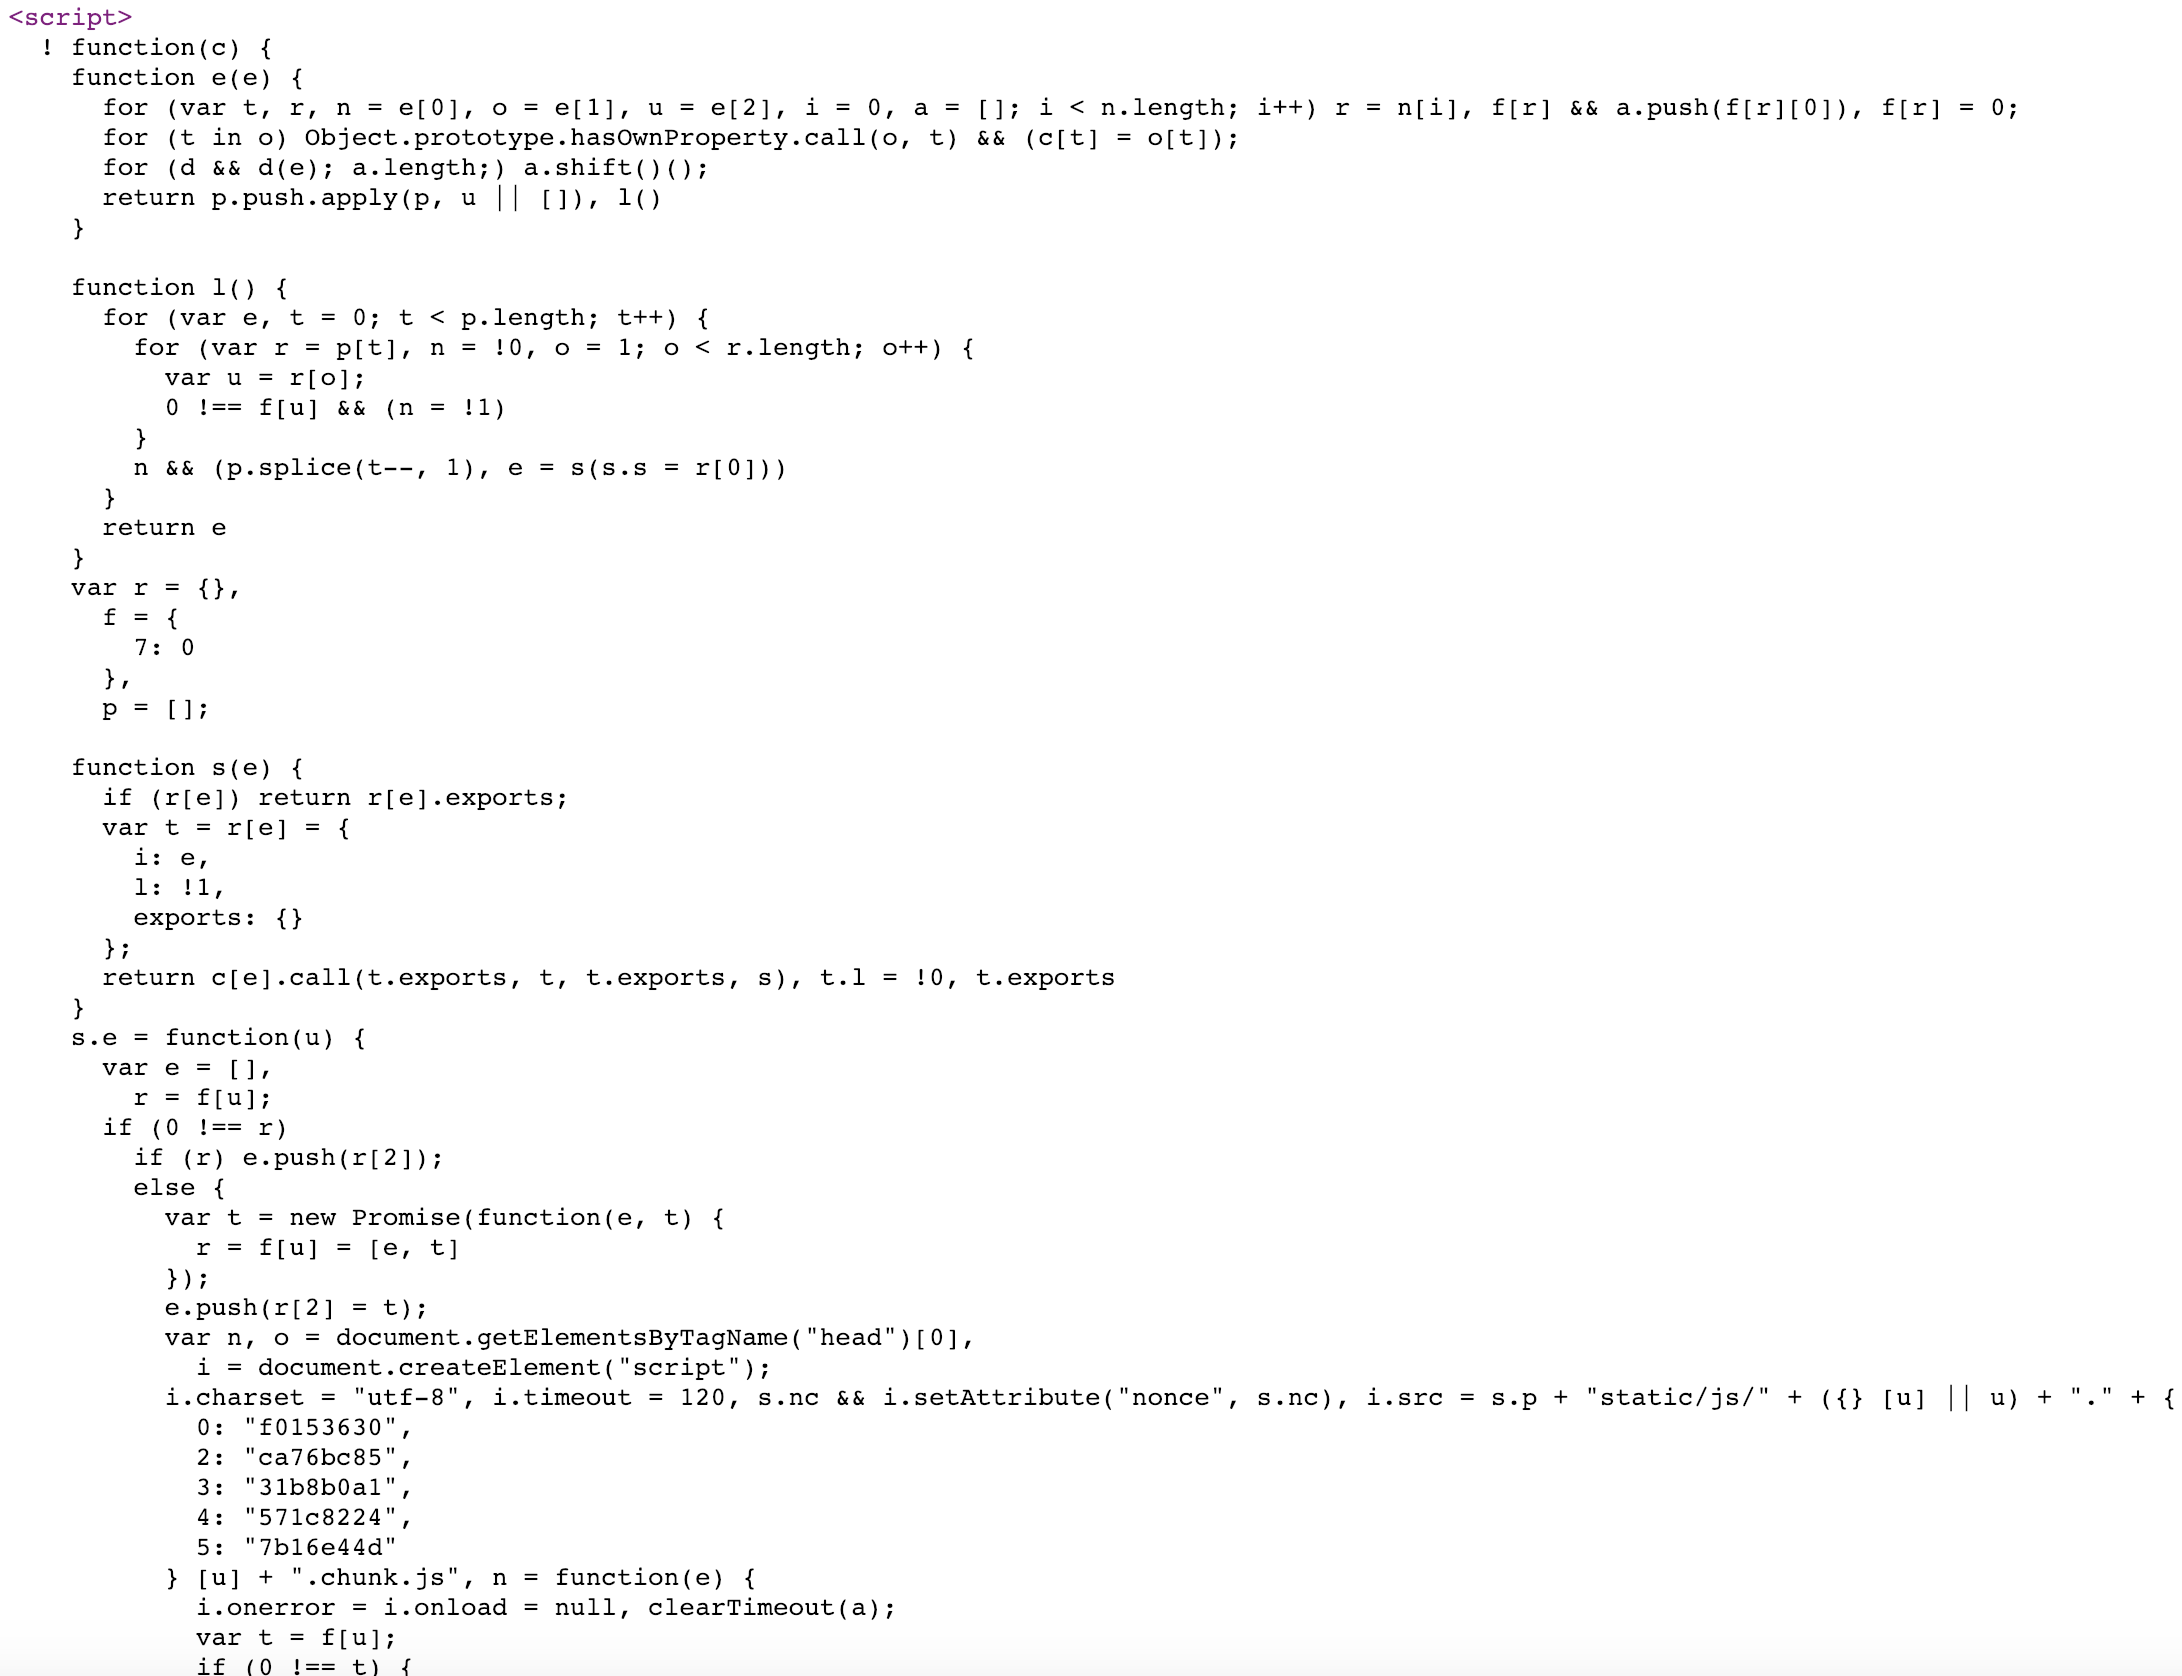 <script>
  ! function(c) {
    function e(e) {
      for (var t, r, n = e[0], o = e[1], u = e[2], i = 0, a = []; i < n.length; i++) r = n[i], f[r] && a.push(f[r][0]), f[r] = 0;
      for (t in o) Object.prototype.hasOwnProperty.call(o, t) && (c[t] = o[t]);
      for (d && d(e); a.length;) a.shift()();
      return p.push.apply(p, u || []), l()
    }

    function l() {
      for (var e, t = 0; t < p.length; t++) {
        for (var r = p[t], n = !0, o = 1; o < r.length; o++) {
          var u = r[o];
          0 !== f[u] && (n = !1)
        }
        n && (p.splice(t--, 1), e = s(s.s = r[0]))
      }
      return e
    }
    var r = {},
      f = {
        7: 0
      },
      p = [];

    function s(e) {
      if (r[e]) return r[e].exports;
      var t = r[e] = {
        i: e,
        l: !1,
        exports: {}
      };
      return c[e].call(t.exports, t, t.exports, s), t.l = !0, t.exports
    }
    s.e = function(u) {
      var e = [],
        r = f[u];
      if (0 !== r)
        if (r) e.push(r[2]);
        else {
          var t = new Promise(function(e, t) {
            r = f[u] = [e, t]
          });
          e.push(r[2] = t);
          var n, o = document.getElementsByTagName("head")[0],
            i = document.createElement("script");
          i.charset = "utf-8", i.timeout = 120, s.nc && i.setAttribute("nonce", s.nc), i.src = s.p + "static/js/" + ({} [u] || u) + "." + {
            0: "f0153630",
            2: "ca76bc85",
            3: "31b8b0a1",
            4: "571c8224",
            5: "7b16e44d"
          } [u] + ".chunk.js", n = function(e) {
            i.onerror = i.onload = null, clearTimeout(a);
            var t = f[u];
            if (0 !== t) {